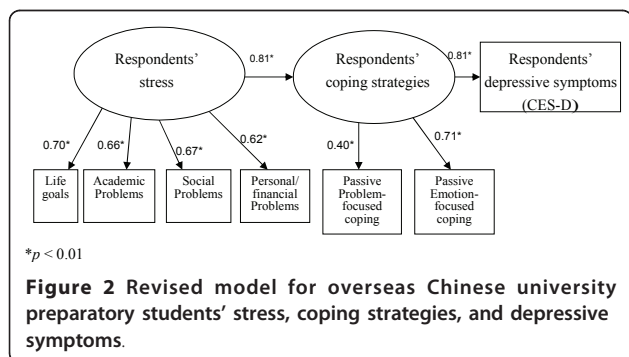 Respondents'
stress
0.81*
Respondents'
coping strategies
0.81*
Respondents'
depressive symptoms
(CES-D)
0.70*
0.66*
0.67*
0.62*
0.40*
0.71*
Life
goals
Academic
Problems
Social
Problems
Personal/
financial
Problems
Passive
Problem-
focused
coping
Passive
Emotion-
focused
coping
*p < 0.01
Figure 2 Revised model for overseas Chinese university
preparatory students' stress, coping strategies, and depressive
symptoms.